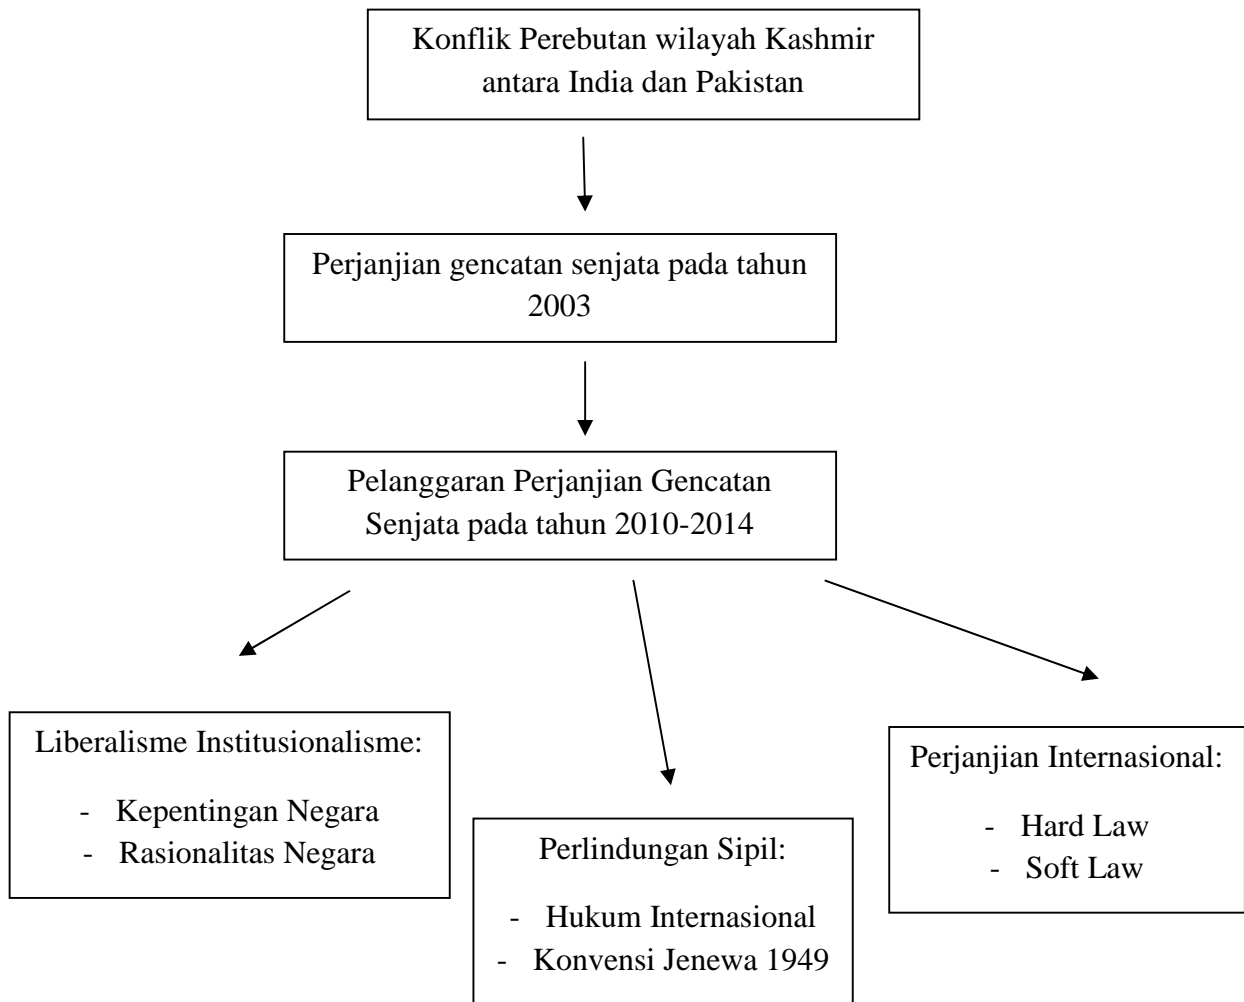 Konflik Perebutan wilayah Kashmir
antara India dan Pakistan
Perjanjian gencatan senjata pada tahun
2003
Pelanggaran Perjanjian Gencatan
Senjata pada tahun 2010-2014
Liberalisme Institusionalisme:
- Kepentingan Negara
- Rasionalitas Negara
Perlindungan Sipil:
- Hukum Internasional
- Konvensi Jenewa 1949
Perjanjian Internasional:
- Hard Law
- Soft Law